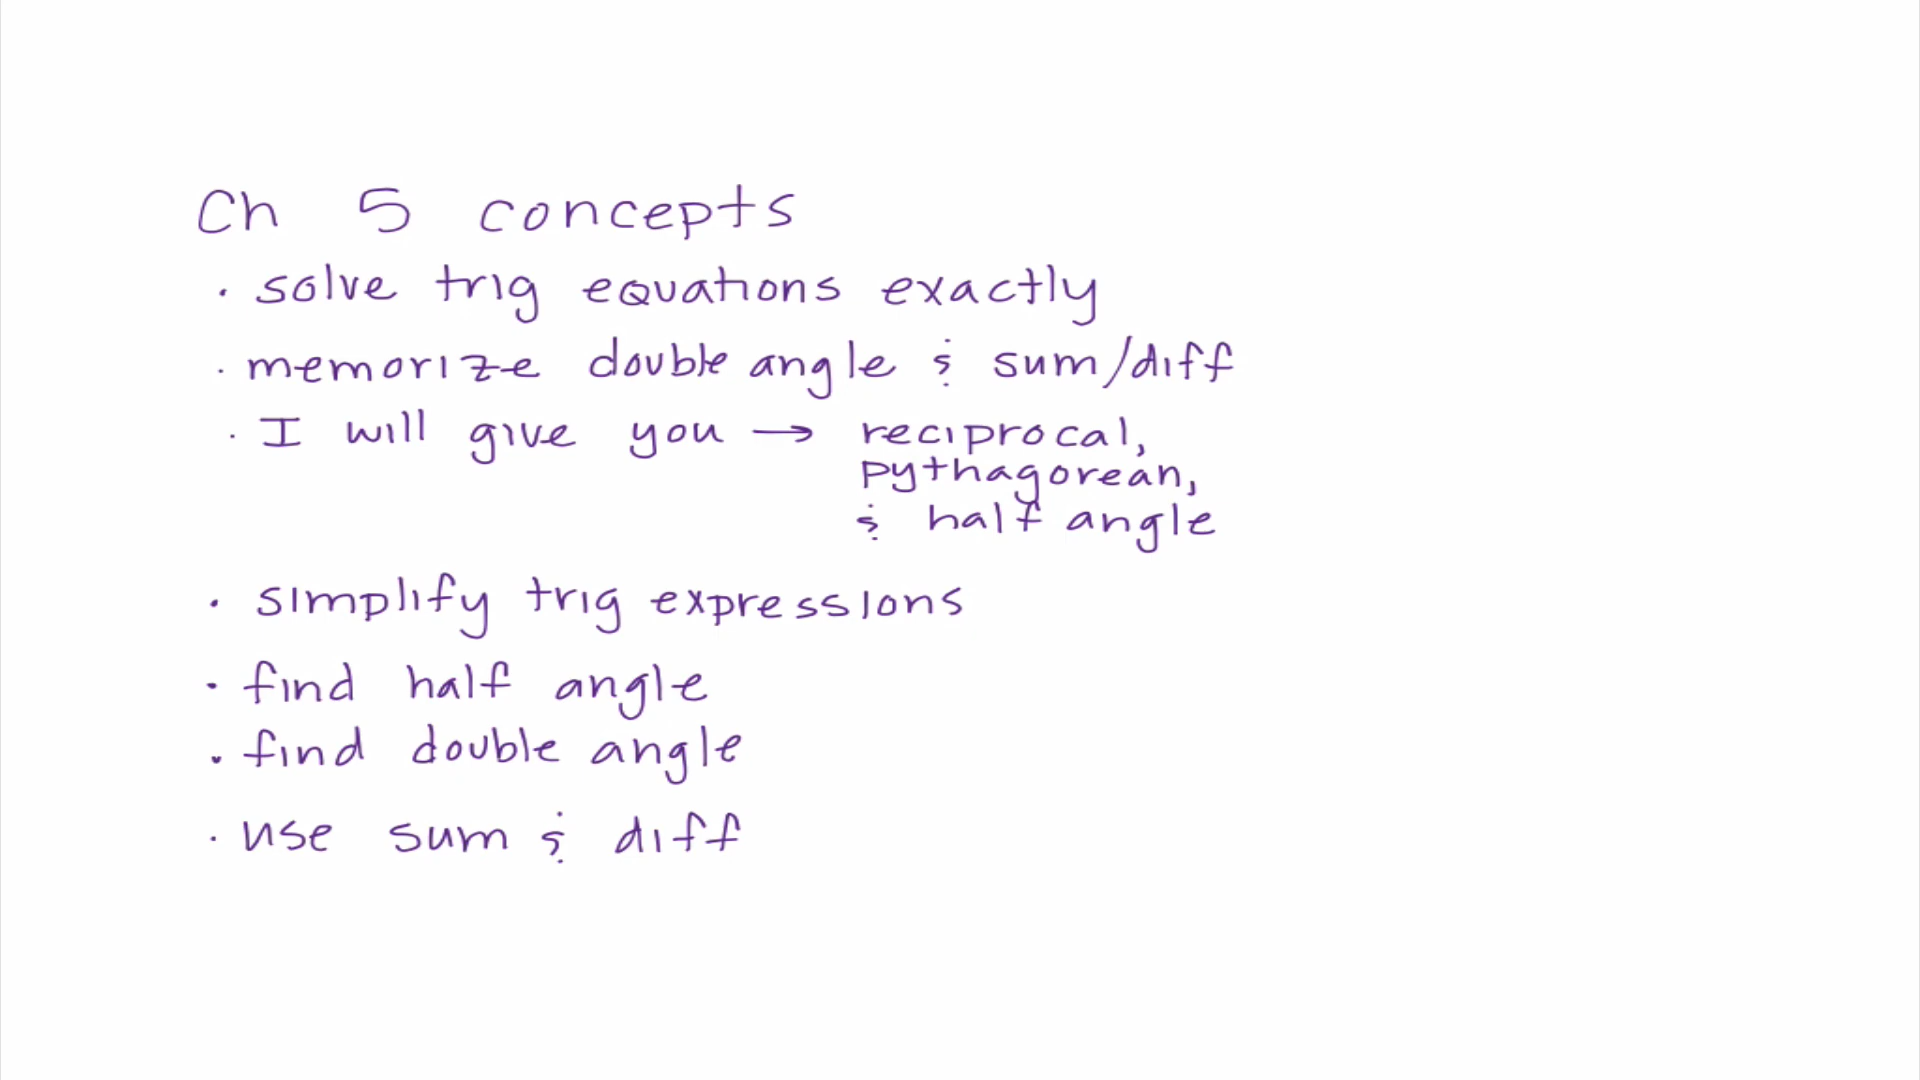 Ch 5 concepts
· solve trig equations exactly
· memorize double angle & sum/diff
· I will give you → reciprocal,
pythagorean,
& half angle
· simplify trig expressions
· find half angle
· find double angle
· use sum & diff